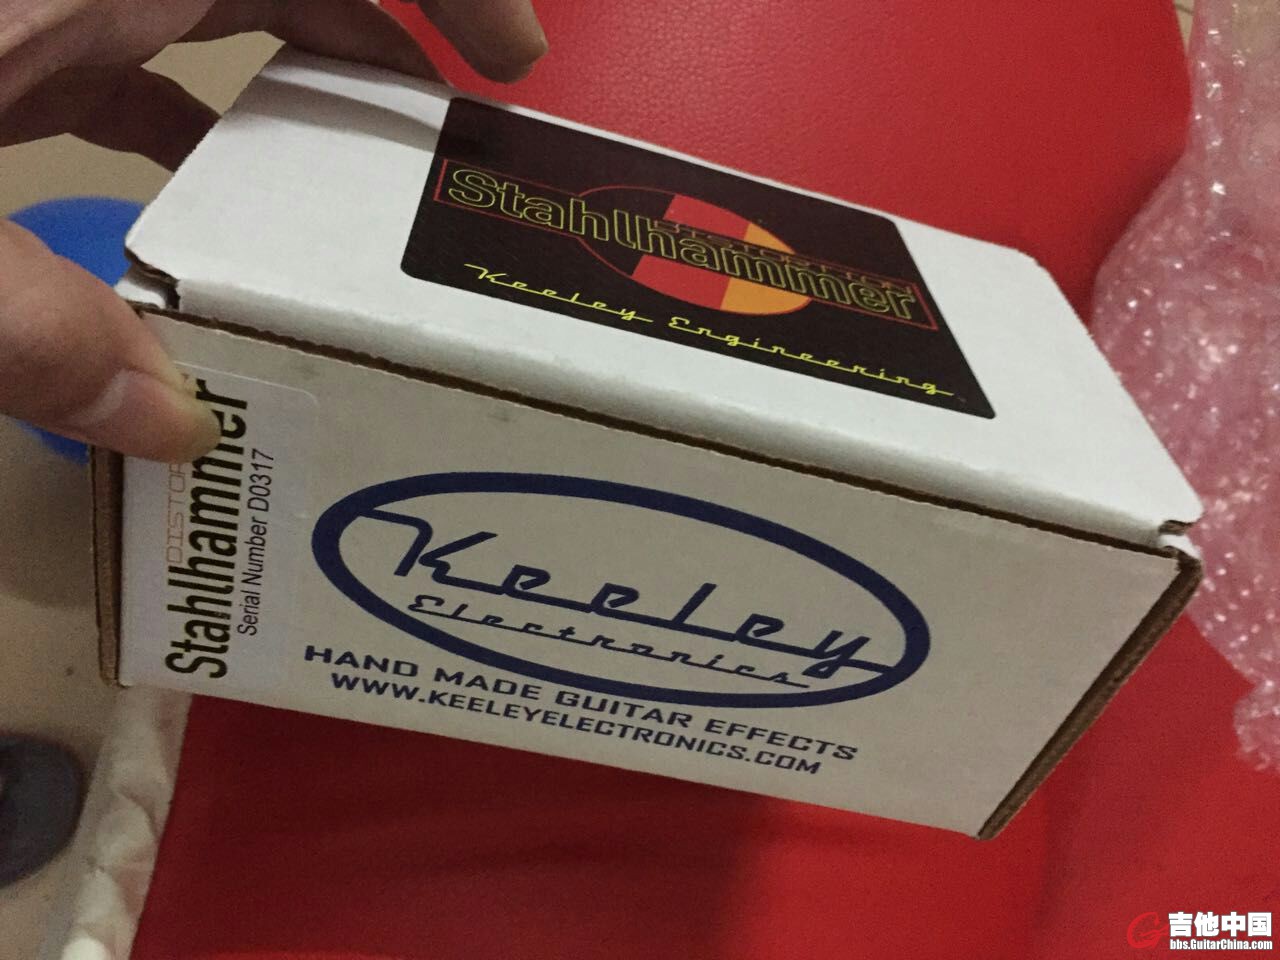 Stahlhammer
DISTORTION
Keeley Engineering
DISTOR
Stahlhammer
Serial Number D0317
Keeley
Electronics
HAND MADE GUITAR EFFECTS
WWW.KEELEYELECTRONICS.COM
吉他中国
bbs.GuitarChina.com